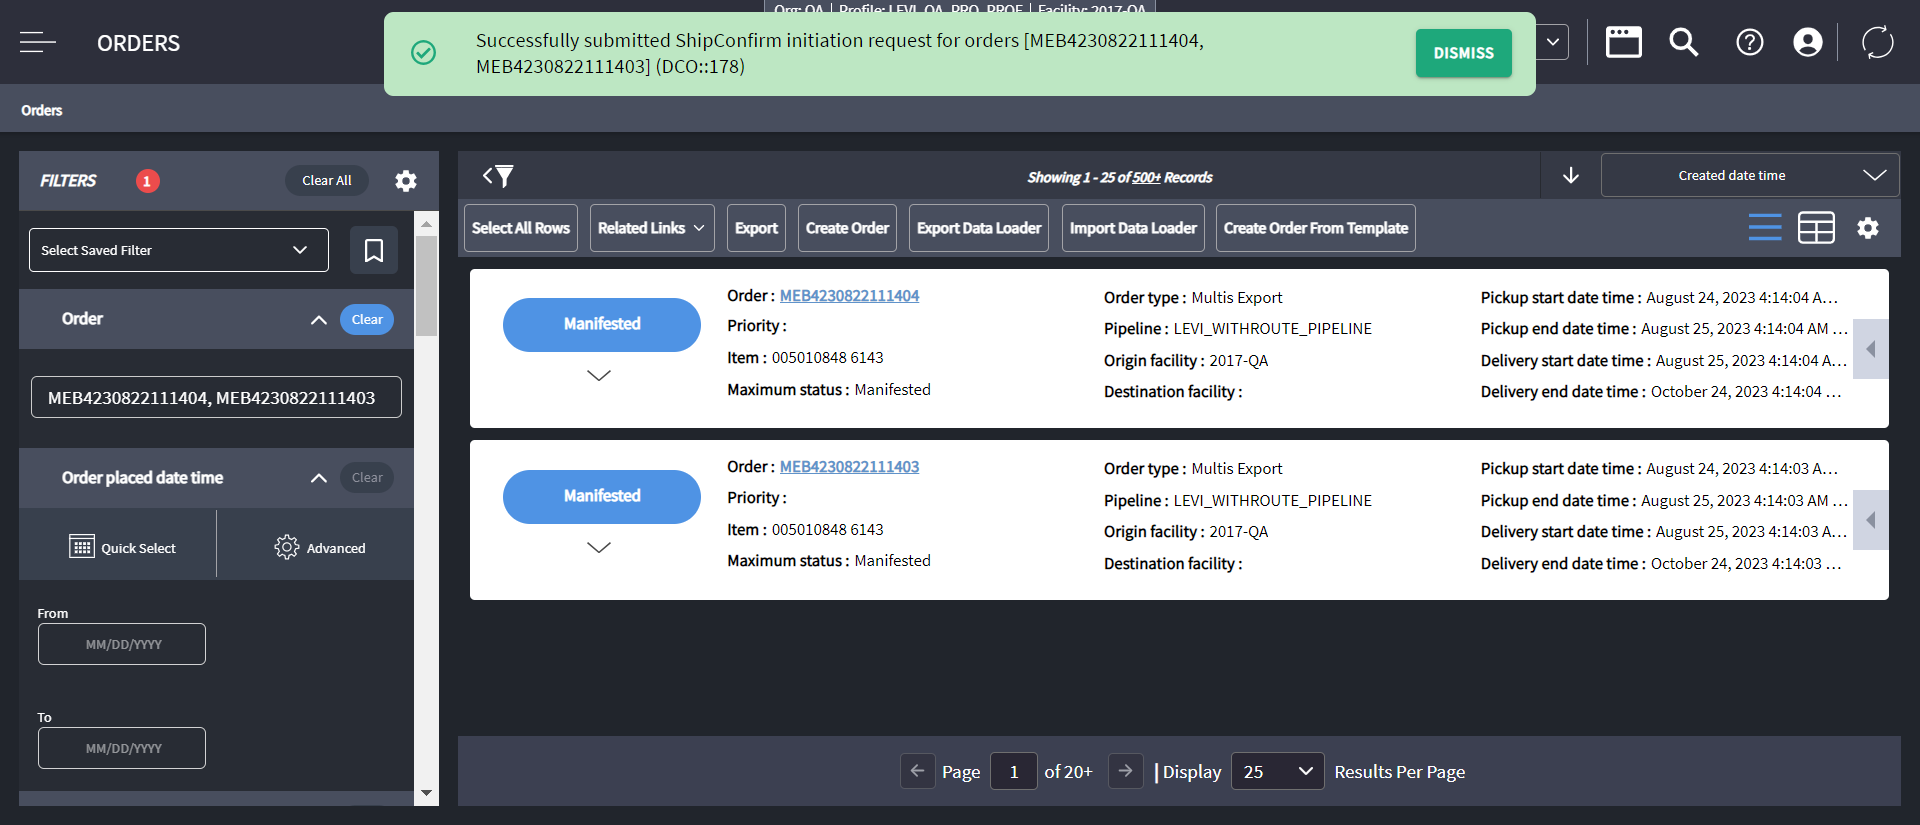 Org: QA | Profile: LEVI_QA_PRO_PROF | Facility: 2017-QA
ORDERS
Successfully submitted ShipConfirm initiation request for orders [MEB4230822111404,
MEB4230822111403] (DCO::178)
DISMISS
Orders
FILTERS
1
Clear All
Select Saved Filter
Order
Clear
MEB4230822111404, MEB4230822111403
Order placed date time
Clear
Quick Select
Advanced
From
MM/DD/YYYY
To
MM/DD/YYYY
Showing 1 - 25 of 500+ Records
Created date time
Select All Rows
Related Links
Export
Create Order
Export Data Loader
Import Data Loader
Create Order From Template
Manifested
Order : MEB4230822111404
Priority :
Item : 005010848 6143
Maximum status : Manifested
Order type : Multis Export
Pipeline : LEVI_WITHROUTE_PIPELINE
Origin facility : 2017-QA
Destination facility :
Pickup start date time : August 24, 2023 4:14:04 A...
Pickup end date time : August 25, 2023 4:14:04 AM ...
Delivery start date time : August 25, 2023 4:14:04 A...
Delivery end date time : October 24, 2023 4:14:04 ...
Manifested
Order : MEB4230822111403
Priority :
Item : 005010848 6143
Maximum status : Manifested
Order type : Multis Export
Pipeline : LEVI_WITHROUTE_PIPELINE
Origin facility : 2017-QA
Destination facility :
Pickup start date time : August 24, 2023 4:14:03 A...
Pickup end date time : August 25, 2023 4:14:03 AM ...
Delivery start date time : August 25, 2023 4:14:03 A...
Delivery end date time : October 24, 2023 4:14:03 ...
Page 1 of 20+ | Display 25 Results Per Page